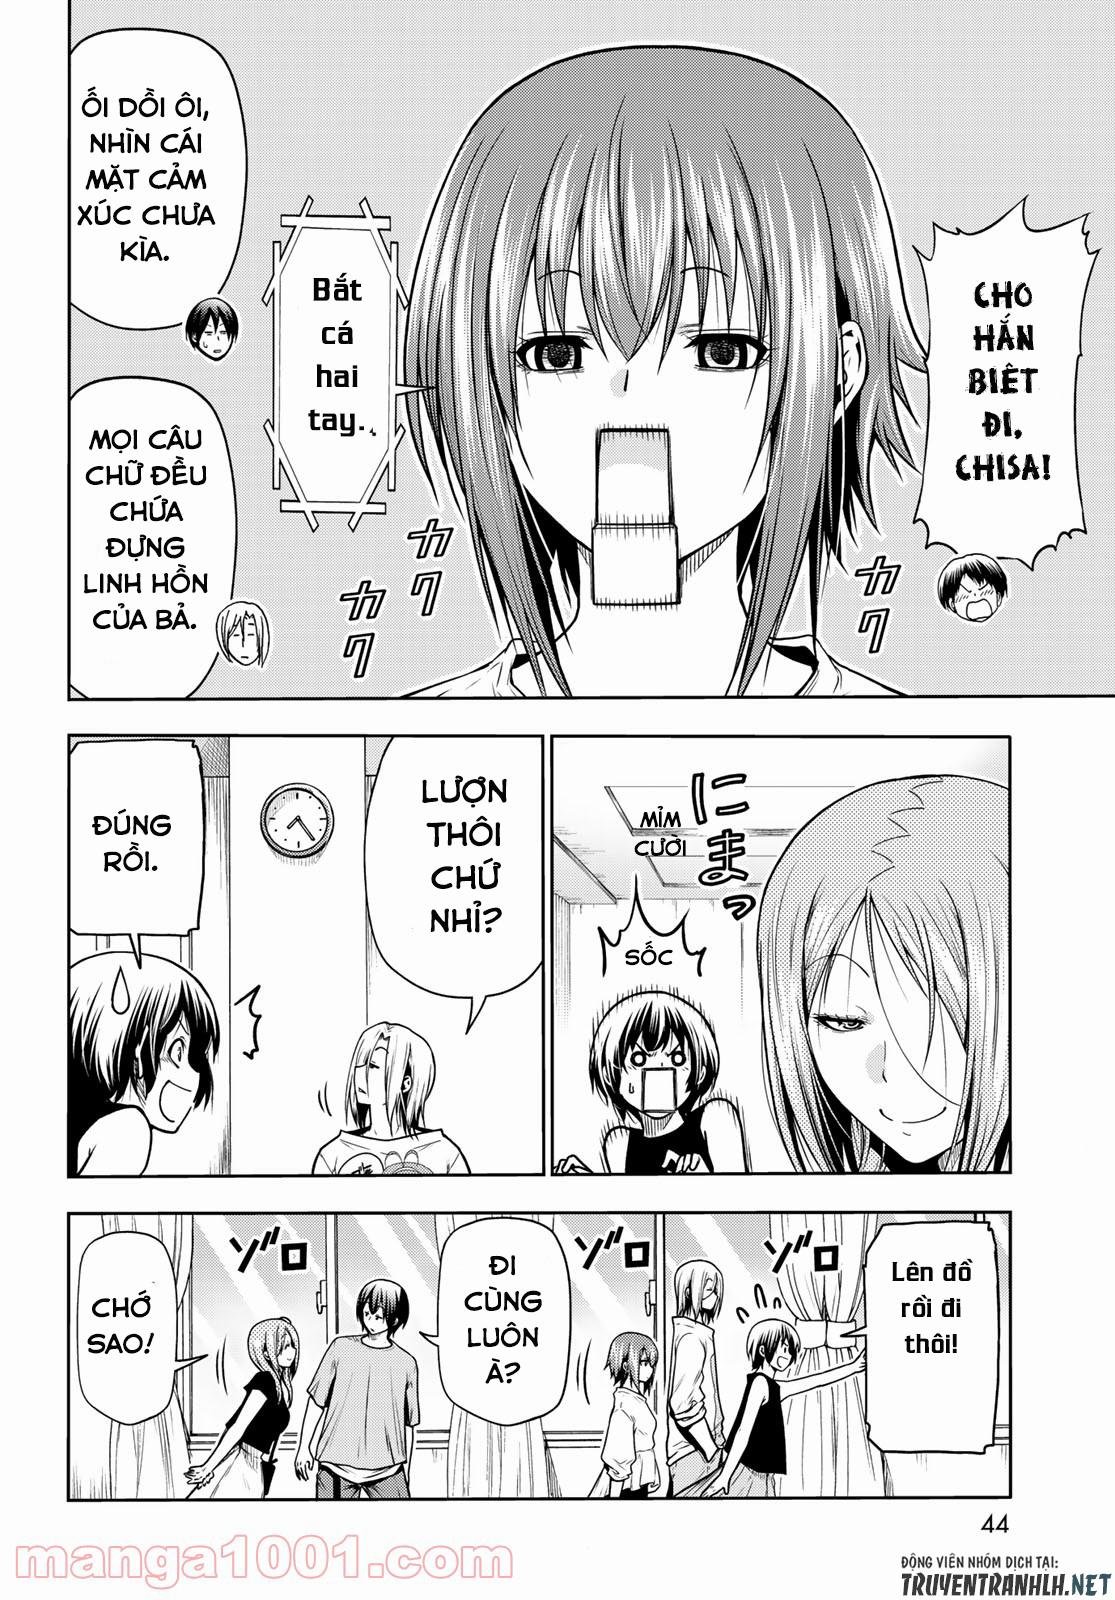 CHO
HẮN
BIẾT
ĐI,
CHISA!
Bắt
cá
hai
tay.
ỐI DỒI ÔI,
NHÌN CÁI
MẶT CẢM
XÚC CHƯA
KÌA.
MỌI CÂU
CHỮ ĐỀU
CHỨA
ĐỰNG
LINH HỒN
CỦA BẢ.
カク
カク
カク
MỈM
CƯỜI
にまっ
SỐC
LƯỢN
THÔI
CHỨ
NHỈ?
ĐÚNG
RỒI.
Lên đồ
rồi đi
thôi!
ゾロ
ゾロ
ĐI
CÙNG
LUÔN
À?
ゾロ
CHỚ
SAO!
44
manga1001.com
ĐỘNG VIÊN NHÓM DỊCH TẠI:
TRUYENTRANHLH.NET